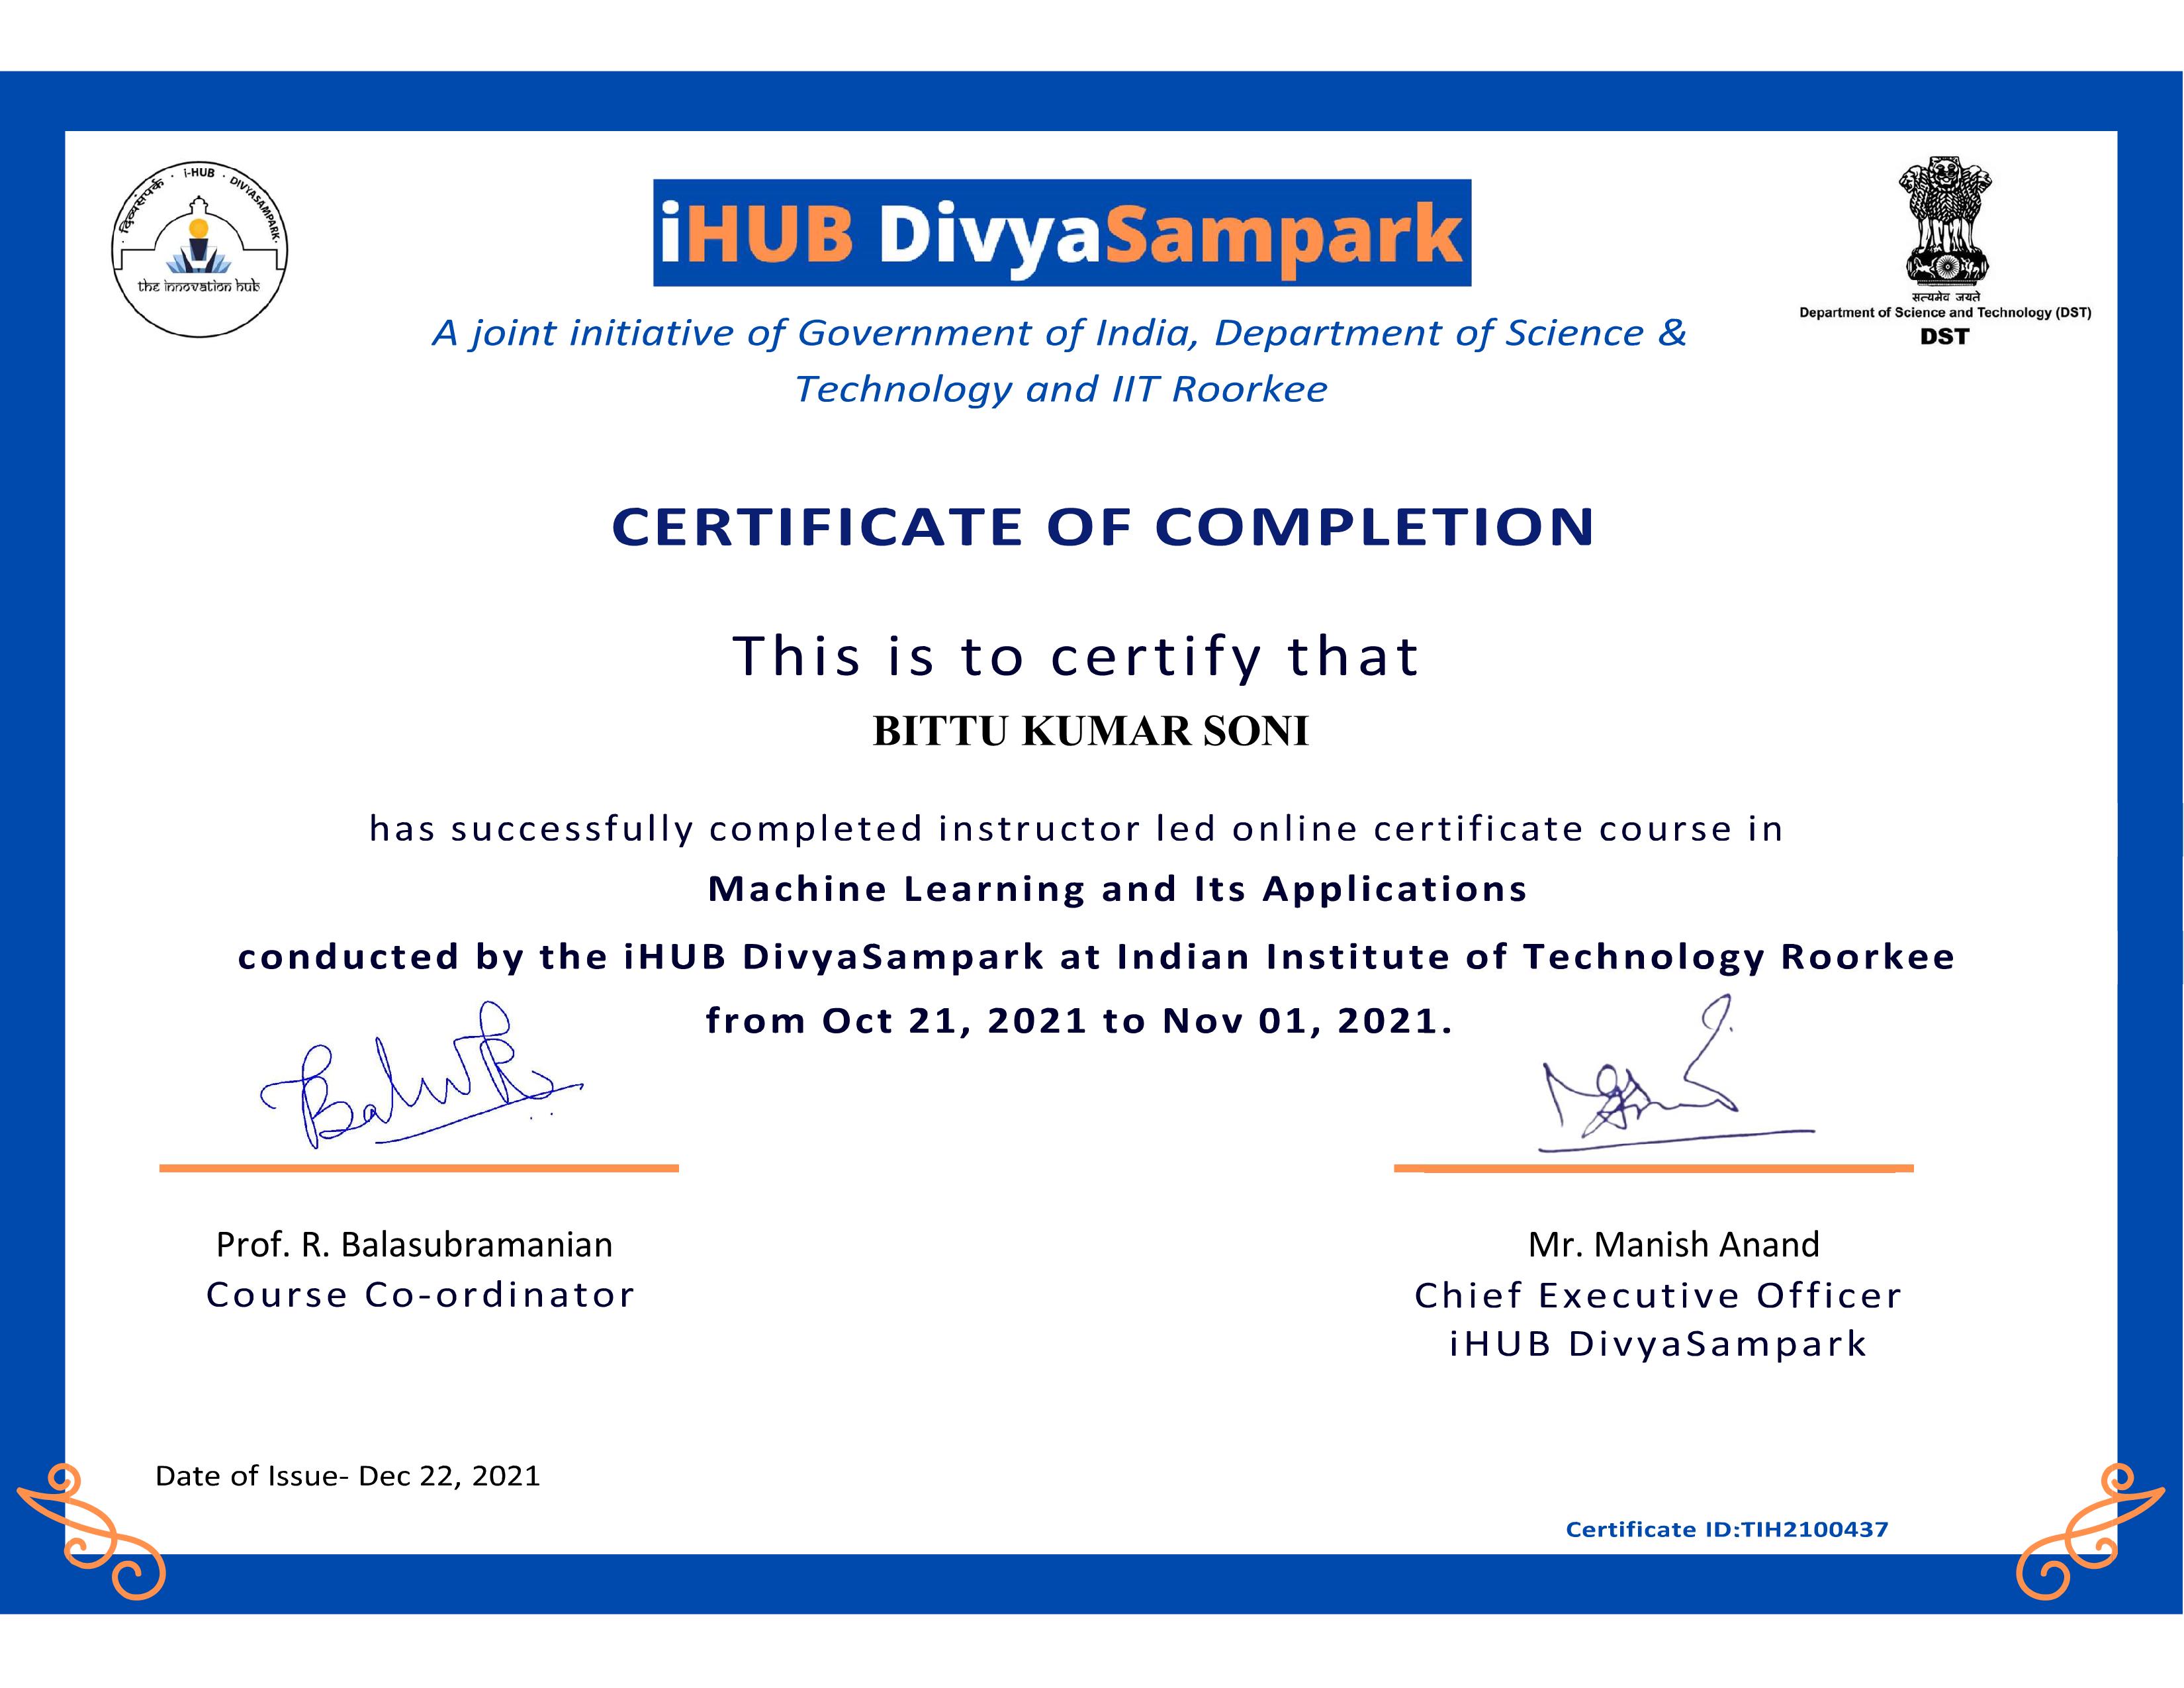 दिव्यसंपर्क · i-HUB · DIVYASAMPARK ·
the innovation hub
iHUB DivyaSampark
सत्यमेव जयते
Department of Science and Technology (DST)
DST
A joint initiative of Government of India, Department of Science &
Technology and IIT Roorkee
CERTIFICATE OF COMPLETION
This is to certify that
BITTU KUMAR SONI
has successfully completed instructor led online certificate course in
Machine Learning and Its Applications
conducted by the iHUB DivyaSampark at Indian Institute of Technology Roorkee
from Oct 21, 2021 to Nov 01, 2021.
Prof. R. Balasubramanian
Course Co-ordinator
Mr. Manish Anand
Chief Executive Officer
iHUB DivyaSampark
Date of Issue- Dec 22, 2021
Certificate ID:TIH2100437